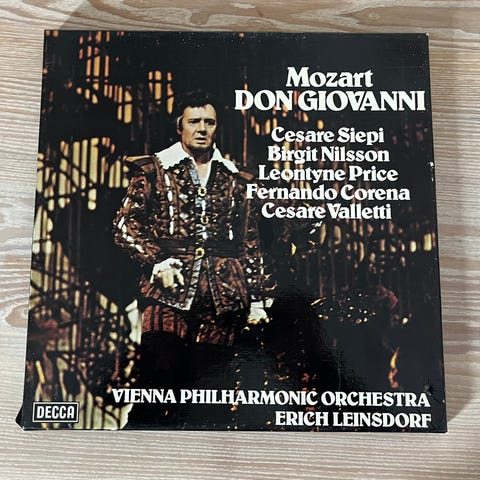 Mozart
DON GIOVANNI
Cesare Siepi
Birgit Nilsson
Leontyne Price
Fernando Corena
Cesare Valletti
VIENNA PHILHARMONIC ORCHESTRA
ERICH LEINSDORF
DECCA